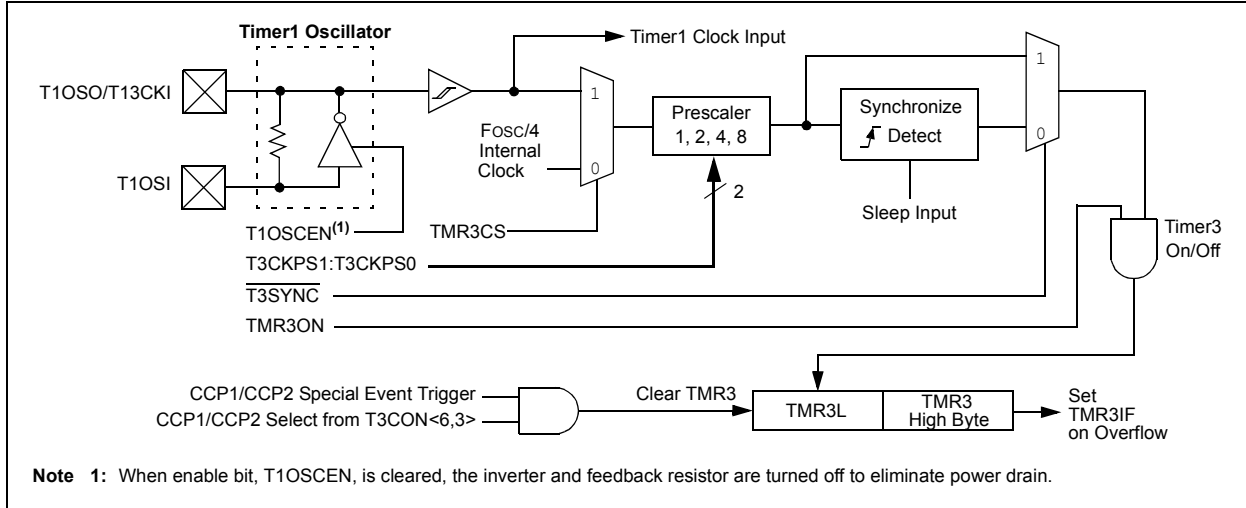 Timer1 Oscillator
Timer1 Clock Input
T1OSO/T13CKI
T1OSI
1
0
FOSC/4
Internal
Clock
Prescaler
1, 2, 4, 8
2
Synchronize
Detect
Sleep Input
1
0
Timer3
On/Off
T1OSCEN(1)
TMR3CS
T3CKPS1:T3CKPS0
T3SYNC
TMR3ON
CCP1/CCP2 Special Event Trigger
CCP1/CCP2 Select from T3CON<6,3>
Clear TMR3
TMR3L
TMR3
High Byte
Set
TMR3IF
on Overflow
Note 1: When enable bit, T1OSCEN, is cleared, the inverter and feedback resistor are turned off to eliminate power drain.